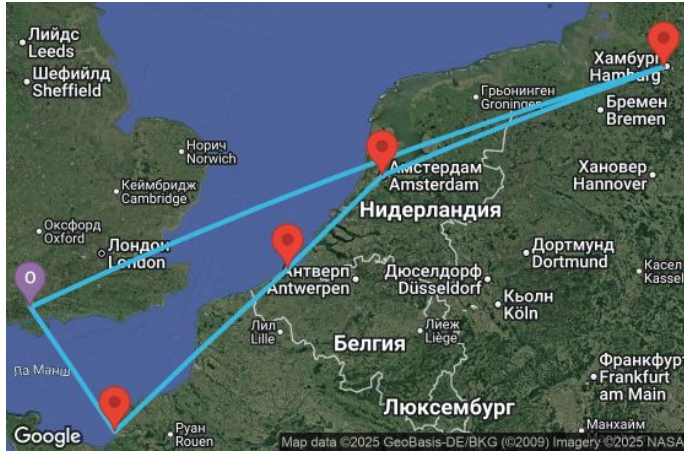 Лийдс
Leeds
Шефийлд
Sheffield
Хамбург
Hamburg
Грьонинген
Groningen
Бремен
Bremen
Норич
Norwich
Амстердам
Amsterdam
Хановер
Hannover
Кеймбридж
Cambridge
Нидерландия
Оксфорд
Oxford
Лондон
London
Дортмунд
Dortmund
O
Антверп
Antwerpen
Дюселдорф
Düsseldorf
Касел
Kassel
Кьолн
Köln
Лил
Lille
Лиеж
Liège
Белгия
Ла Манш
Франкфурт
Frankfurt
am Main
Люксембург
Руан
Rouen
Манхайм
Google
Map data ©2025 GeoBasis-DE/BKG (©2009) Imagery ©2025 NASA